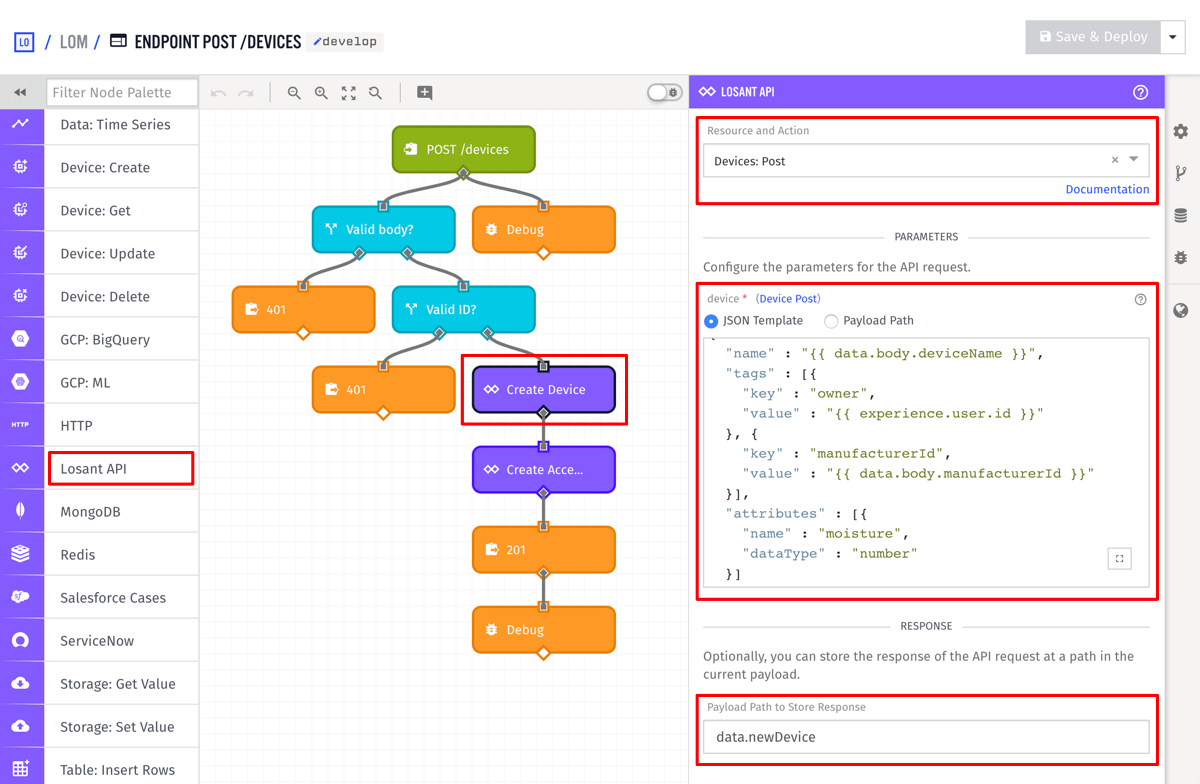 LO / LOM / ENDPOINT POST /DEVICES develop
Save & Deploy
Filter Node Palette
Data: Time Series
Device: Create
Device: Get
Device: Update
Device: Delete
GCP: BigQuery
GCP: ML
HTTP HTTP
Losant API
MongoDB
Redis
Salesforce Cases
ServiceNow
Storage: Get Value
Storage: Set Value
Table: Insert Rows
POST /devices
Valid body?
Debug
401
Valid ID?
401
Create Device
Create Acce...
201
Debug
LOSANT API
Resource and Action
Devices: Post
Documentation
PARAMETERS
Configure the parameters for the API request.
device * (Device Post)
JSON Template
Payload Path
"name" : "{{ data.body.deviceName }}",
"tags" : [{
"key" : "owner",
"value" : "{{ experience.user.id }}"
}, {
"key" : "manufacturerId",
"value" : "{{ data.body.manufacturerId }}"
}],
"attributes" : [{
"name" : "moisture",
"dataType" : "number"
}]
RESPONSE
Optionally, you can store the response of the API request at a path in the
current payload.
Payload Path to Store Response
data.newDevice